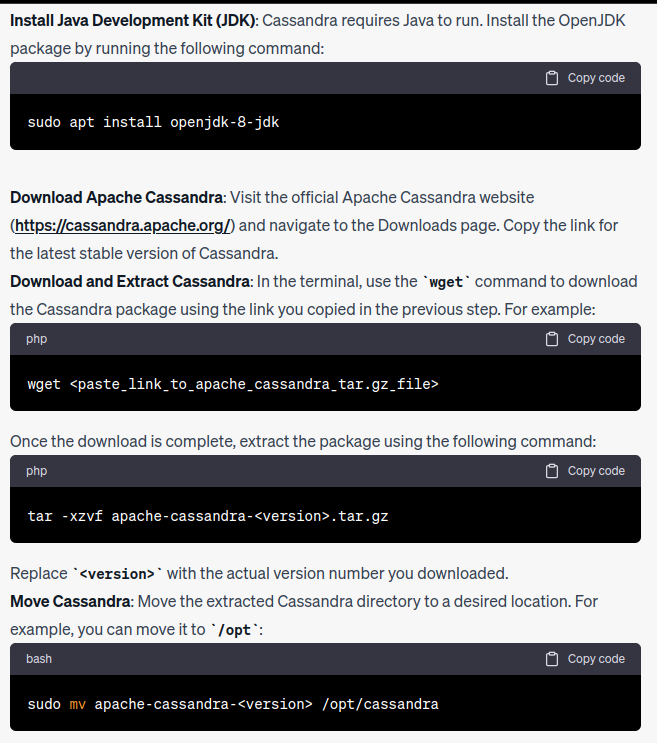 Install Java Development Kit (JDK): Cassandra requires Java to run. Install the OpenJDK
package by running the following command:
Copy code
sudo apt install openjdk-8-jdk
Download Apache Cassandra: Visit the official Apache Cassandra website
(https://cassandra.apache.org/) and navigate to the Downloads page. Copy the link for
the latest stable version of Cassandra.
Download and Extract Cassandra: In the terminal, use the `wget` command to download
the Cassandra package using the link you copied in the previous step. For example:
php Copy code
wget <paste_link_to_apache_cassandra_tar.gz_file>
Once the download is complete, extract the package using the following command:
php Copy code
tar -xzvf apache-cassandra-<version>.tar.gz
Replace `<version>` with the actual version number you downloaded.
Move Cassandra: Move the extracted Cassandra directory to a desired location. For
example, you can move it to `/opt`:
bash Copy code
sudo mv apache-cassandra-<version> /opt/cassandra